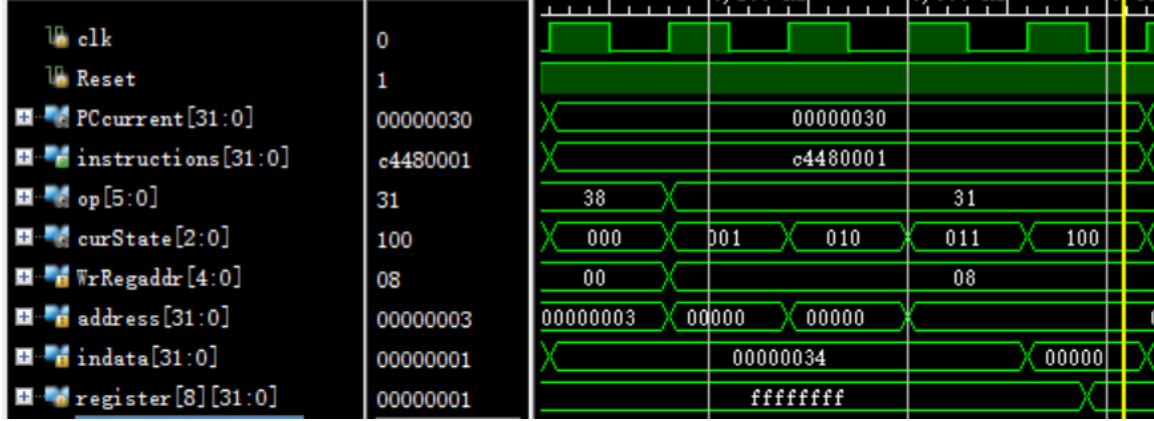 clk 0
Reset 1
PCcurrent[31:0] 00000030 00000030
instructions[31:0] c4480001 c4480001
op[5:0] 31 38 31
curState[2:0] 100 000 001 010 011 100
WrRegaddr[4:0] 08 00 08
address[31:0] 00000003 00000003 00000 00000
indata[31:0] 00000001 00000034 00000
register[8][31:0] 00000001 ffffffff